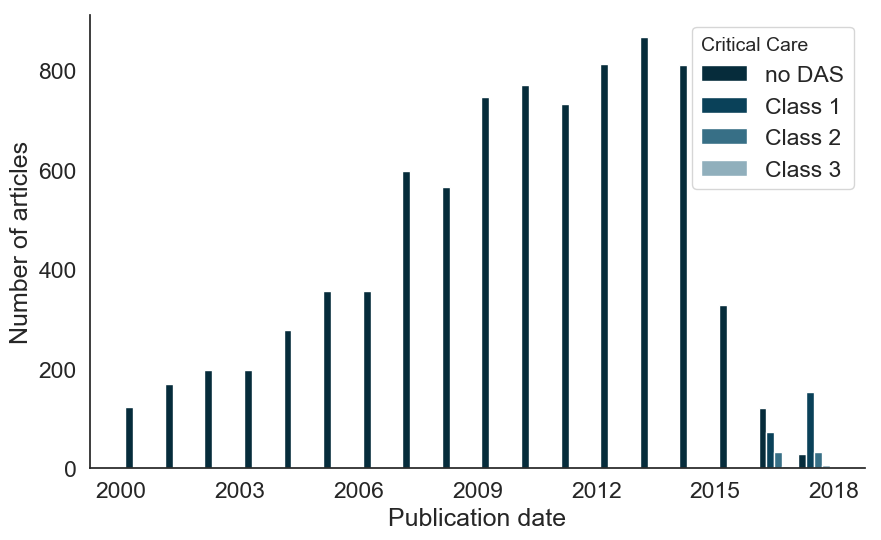 Critical Care
no DAS
Class 1
Class 2
Class 3
Number of articles
800
600
400
200
0
2000 2003 2006 2009 2012 2015 2018
Publication date